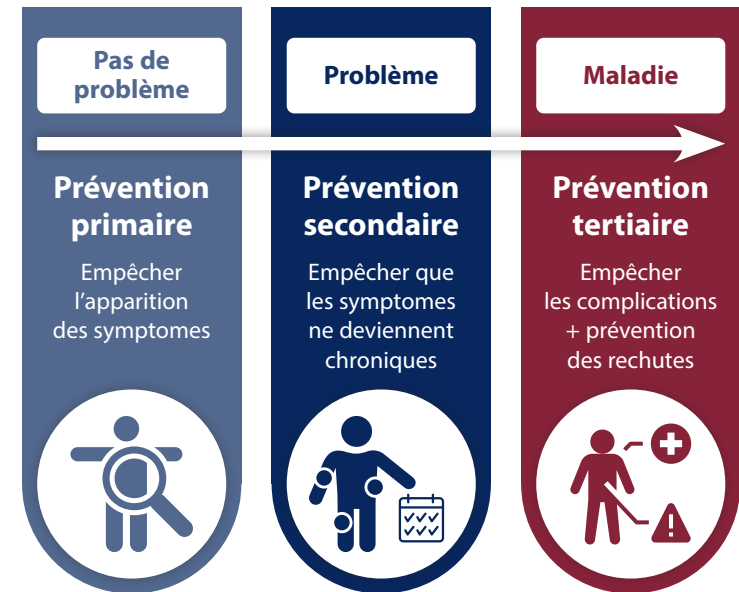 Pas de
problème
Problème
Maladie
Prévention
primaire
Empêcher
l'apparition
des symptomes
Prévention
secondaire
Empêcher que
les symptomes
ne deviennent
chroniques
Prévention
tertiaire
Empêcher
les complications
+ prévention
des rechutes